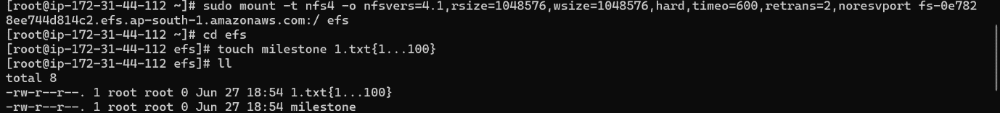 [root@ip-172-31-44-112 ~]# sudo mount -t nfs4 -o nfsvers=4.1,rsize=1048576,wsize=1048576,hard,timeo=600,retrans=2,noresvport fs-0e782
8ee744d814c2.efs.ap-south-1.amazonaws.com:/ efs
[root@ip-172-31-44-112 ~]# cd efs
[root@ip-172-31-44-112 efs]# touch milestone 1.txt{1...100}
[root@ip-172-31-44-112 efs]# ll
total 8
-rw-r--r--. 1 root root 0 Jun 27 18:54 1.txt{1...100}
-rw-r--r--. 1 root root 0 Jun 27 18:54 milestone